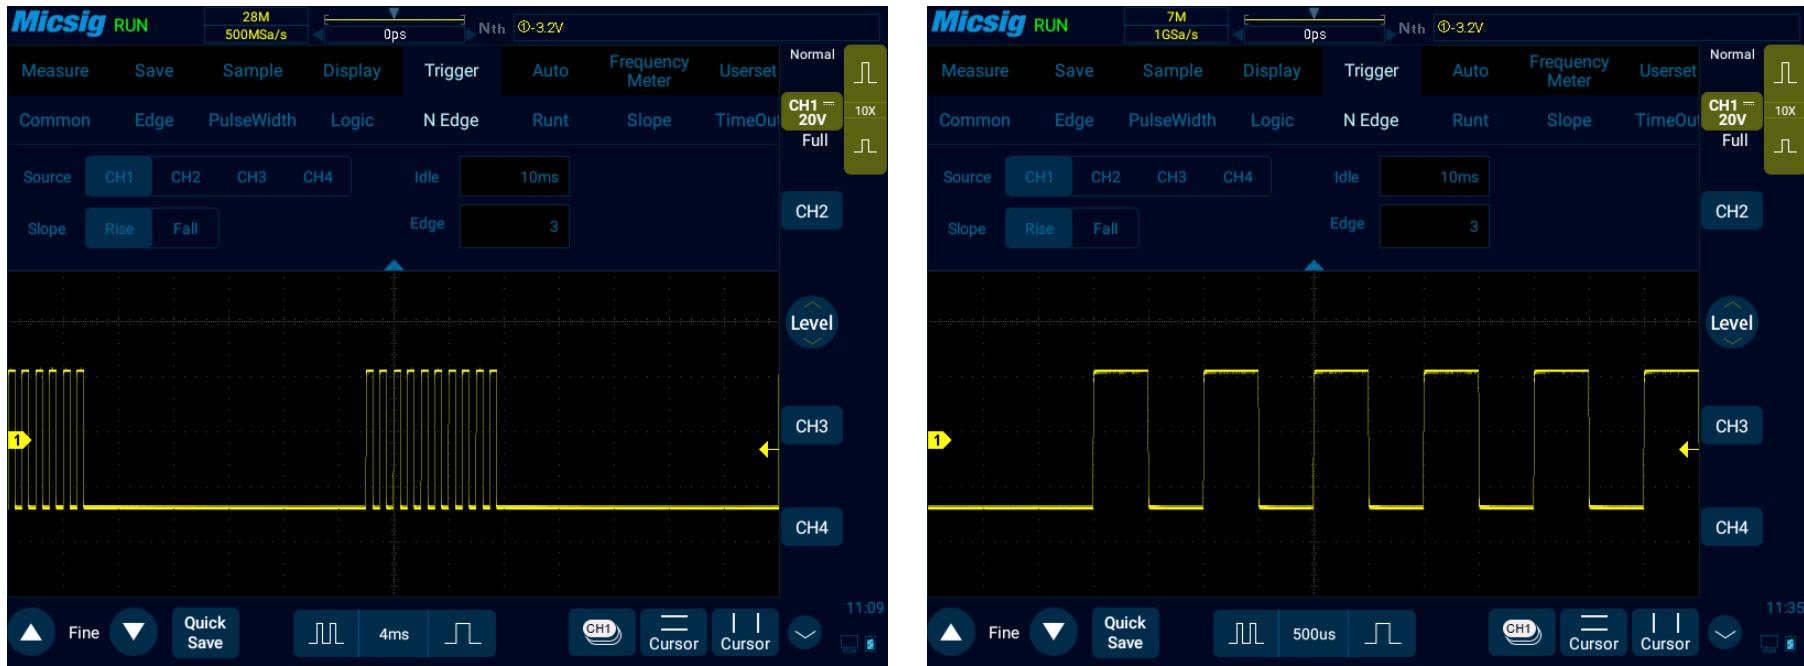 Micsig RUN 28M 500MSa/s 0ps Nth ①-3.2V
Measure Save Sample Display Trigger Auto Frequency Meter Userset Normal
Common Edge PulseWidth Logic N Edge Runt Slope TimeOut CH1 20V 10X
Full
Source CH1 CH2 CH3 CH4 Idle 10ms
Slope Rise Fall Edge 3
CH2
Level
1
CH3
CH4
Fine Quick Save 4ms CH1 Cursor Cursor 11:09
Micsig RUN 7M 1GSa/s 0ps Nth ①-3.2V
Measure Save Sample Display Trigger Auto Frequency Meter Userset Normal
Common Edge PulseWidth Logic N Edge Runt Slope TimeOut CH1 20V 10X
Full
Source CH1 CH2 CH3 CH4 Idle 10ms
Slope Rise Fall Edge 3
CH2
Level
1
CH3
CH4
Fine Quick Save 500us CH1 Cursor Cursor 11:35